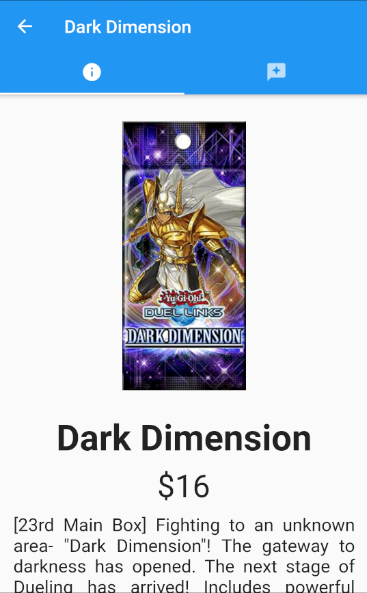 Dark Dimension
Yu-Gi-Oh!
DUEL LINKS
DARK DIMENSION
Dark Dimension
$16
[23rd Main Box] Fighting to an unknown
area- "Dark Dimension"! The gateway to
darkness has opened. The next stage of
Dueling has arrived! Includes powerful